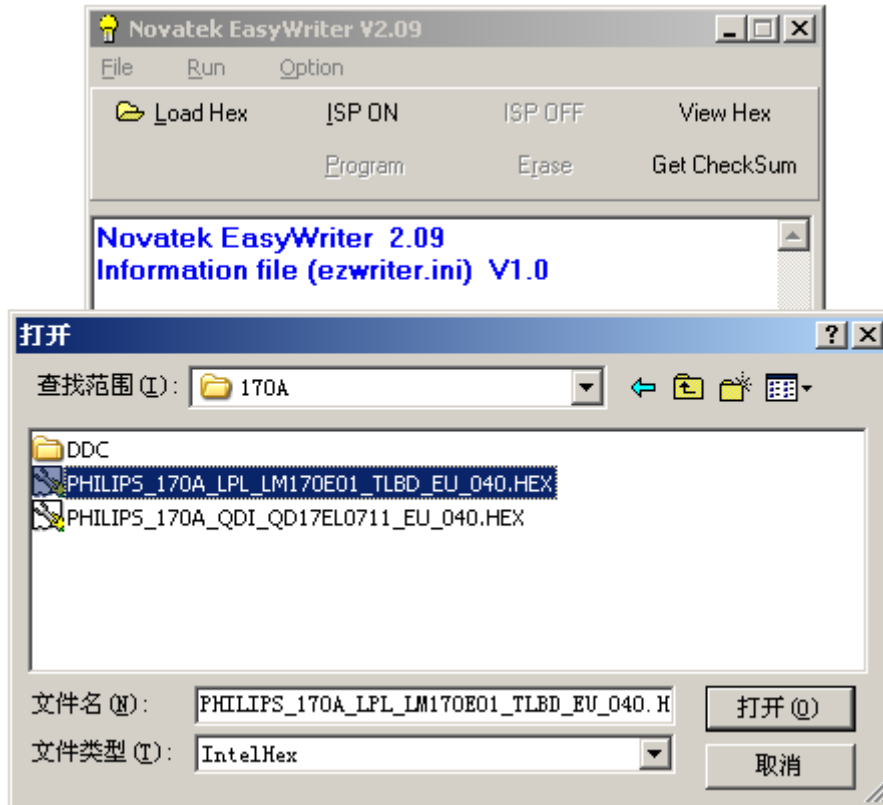 Novatek EasyWriter V2.09
File Run Option
Load Hex ISP ON ISP OFF View Hex
Program Erase Get CheckSum
Novatek EasyWriter 2.09
Information file (ezwriter.ini) V1.0
打开
查找范围(I): 170A
DDC
PHILIPS_170A_LPL_LM170E01_TLBD_EU_040.HEX
PHILIPS_170A_QDI_QD17EL0711_EU_040.HEX
文件名(N): PHILIPS_170A_LPL_LM170E01_TLBD_EU_040.H 打开(O)
文件类型(T): IntelHex 取消